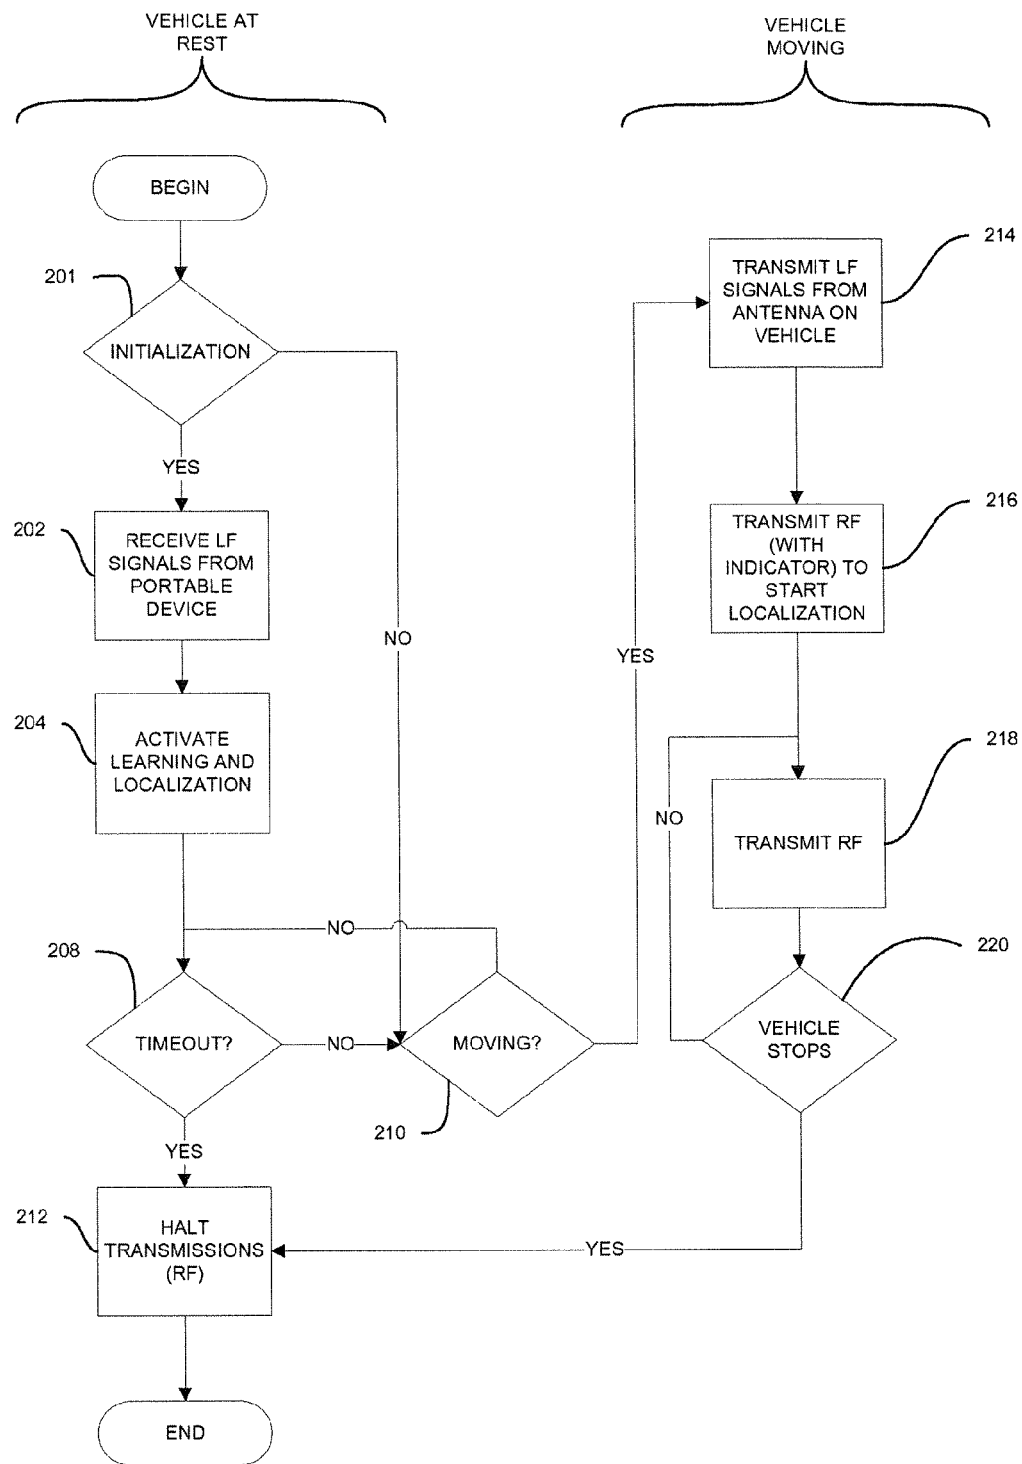 VEHICLE AT
REST
VEHICLE
MOVING
BEGIN
201
INITIALIZATION
YES
202
RECEIVE LF
SIGNALS FROM
PORTABLE
DEVICE
204
ACTIVATE
LEARNING AND
LOCALIZATION
NO
NO
208
TIMEOUT?
NO
MOVING?
210
YES
YES
212
HALT
TRANSMISSIONS
(RF)
END
214
TRANSMIT LF
SIGNALS FROM
ANTENNA ON
VEHICLE
216
TRANSMIT RF
(WITH
INDICATOR) TO
START
LOCALIZATION
218
TRANSMIT RF
NO
220
VEHICLE
STOPS
YES